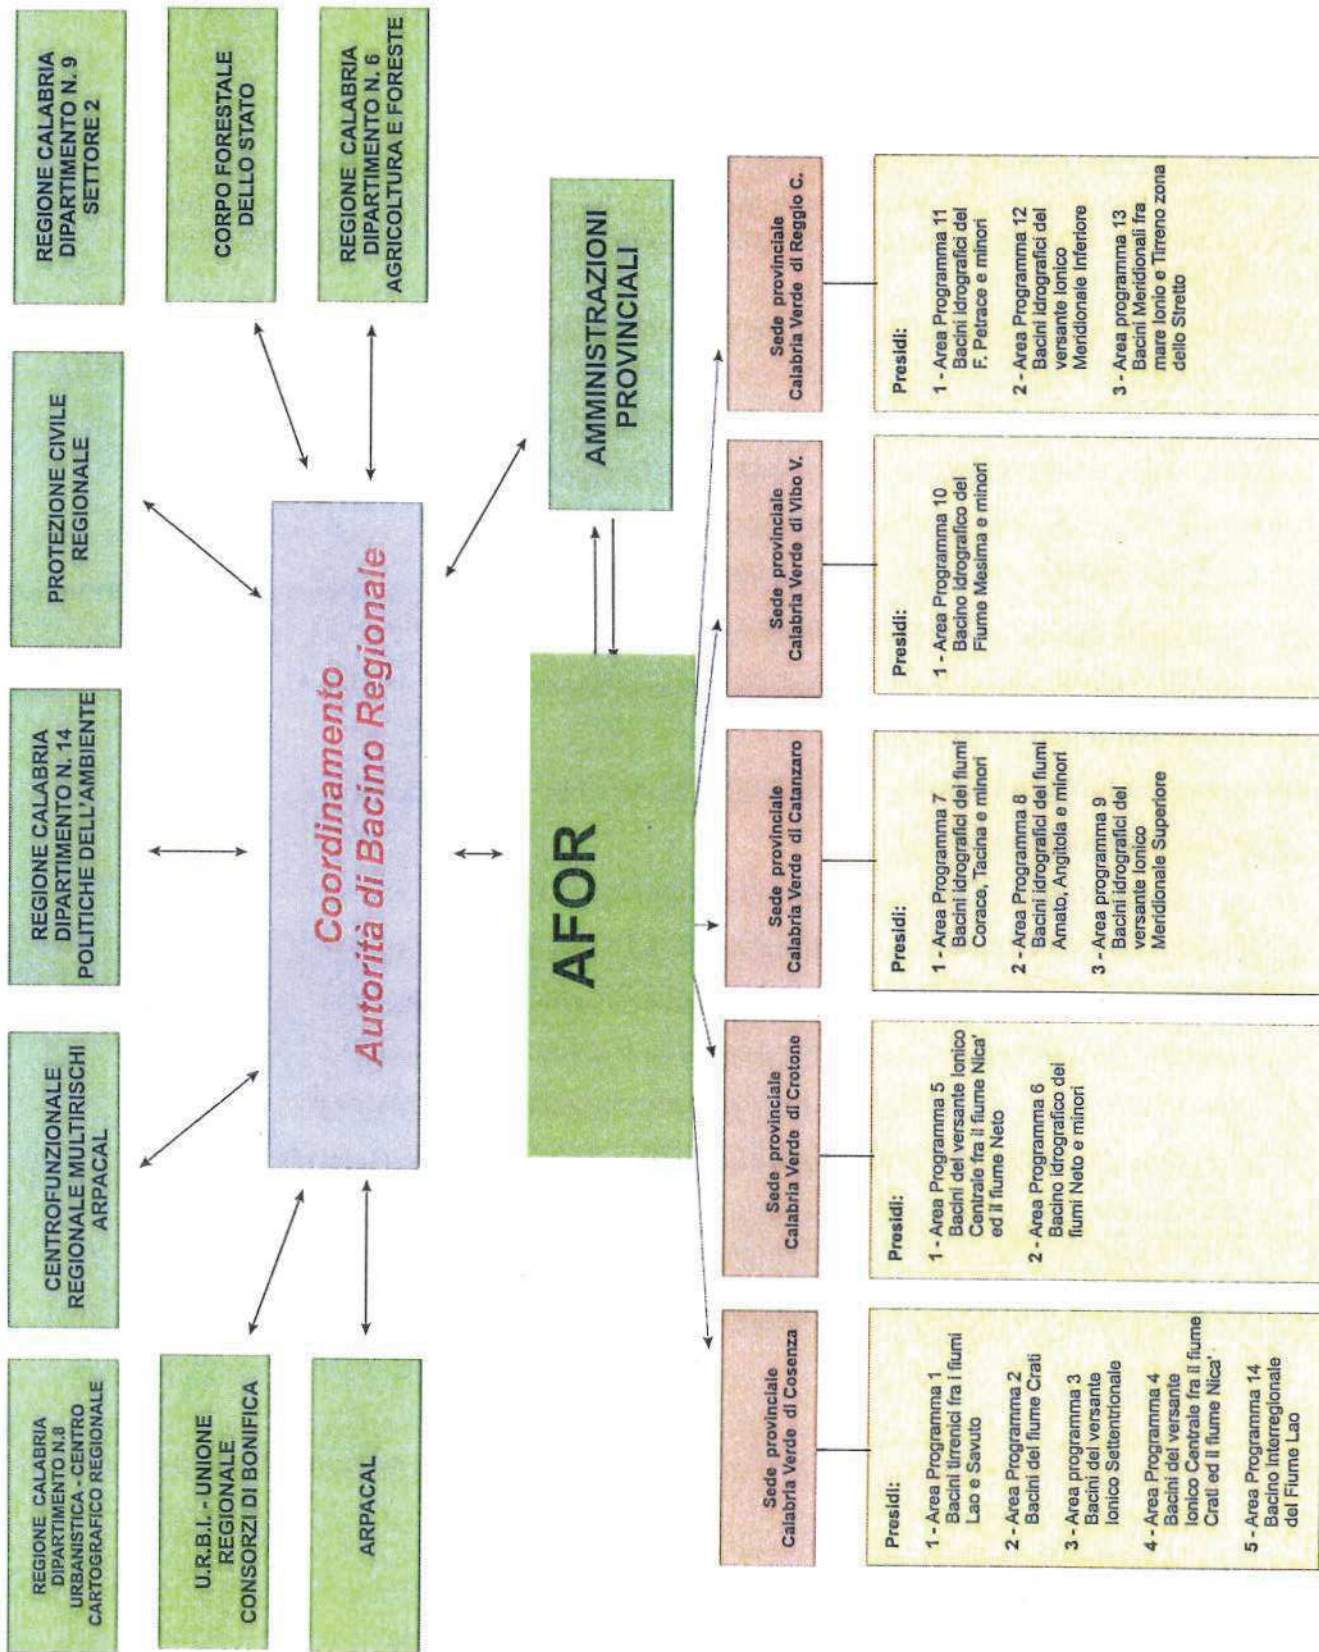 REGIONE CALABRIA
DIPARTIMENTO N.8
URBANISTICA - CENTRO
CARTOGRAFICO REGIONALE
CENTROFUNZIONALE
REGIONALE MULTIRISCHI
ARPACAL
REGIONE CALABRIA
DIPARTIMENTO N. 14
POLITICHE DELL'AMBIENTE
PROTEZIONE CIVILE
REGIONALE
REGIONE CALABRIA
DIPARTIMENTO N. 9
SETTORE 2
U.R.B.I. - UNIONE
REGIONALE
CONSORZI DI BONIFICA
CORPO FORESTALE
DELLO STATO
ARPACAL
REGIONE CALABRIA
DIPARTIMENTO N. 6
AGRICOLTURA E FORESTE
Coordinamento
Autorità di Bacino Regionale
AFOR
AMMINISTRAZIONI
PROVINCIALI
Sede provinciale
Calabria Verde di Cosenza
Presidi:
1 - Area Programma 1
Bacini tirrenici fra i fiumi
Lao e Savuto
2 - Area Programma 2
Bacini del fiume Crati
3 - Area programma 3
Bacini del versante
Ionico Settentrionale
4 - Area Programma 4
Bacini del versante
Ionico Centrale fra il fiume
Crati ed il fiume Nica'
5 - Area Programma 14
Bacino Interregionale
del Fiume Lao
Sede provinciale
Calabria Verde di Crotone
Presidi:
1 - Area Programma 5
Bacini del versante Ionico
Centrale fra il fiume Nica'
ed il fiume Neto
2 - Area Programma 6
Bacino idrografico dei
fiumi Neto e minori
Sede provinciale
Calabria Verde di Catanzaro
Presidi:
1 - Area Programma 7
Bacini idrografici dei fiumi
Corace, Tacina e minori
2 - Area Programma 8
Bacini idrografici dei fiumi
Amato, Angitola e minori
3 - Area programma 9
Bacini idrografici del
versante Ionico
Meridionale Superiore
Sede provinciale
Calabria Verde di Vibo V.
Presidi:
1 - Area Programma 10
Bacino idrografico del
Fiume Mesima e minori
Sede provinciale
Calabria Verde di Reggio C.
Presidi:
1 - Area Programma 11
Bacini idrografici del
F. Petrace e minori
2 - Area Programma 12
Bacini idrografici del
versante Ionico
Meridionale Inferiore
3 - Area programma 13
Bacini Meridionali fra
mare Ionio e Tirreno zona
dello Stretto